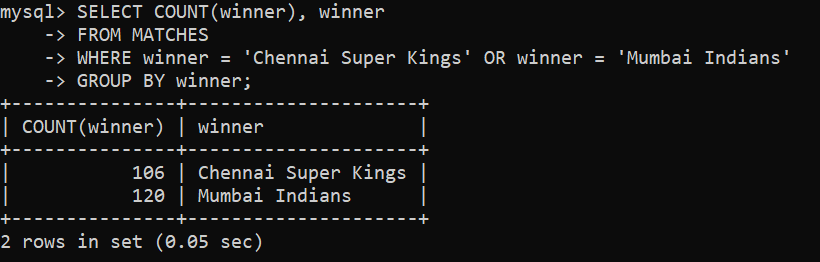 mysql> SELECT COUNT(winner), winner
    -> FROM MATCHES
    -> WHERE winner = 'Chennai Super Kings' OR winner = 'Mumbai Indians'
    -> GROUP BY winner;
+---------------+---------------------+
| COUNT(winner) | winner              |
+---------------+---------------------+
|           106 | Chennai Super Kings |
|           120 | Mumbai Indians      |
+---------------+---------------------+
2 rows in set (0.05 sec)